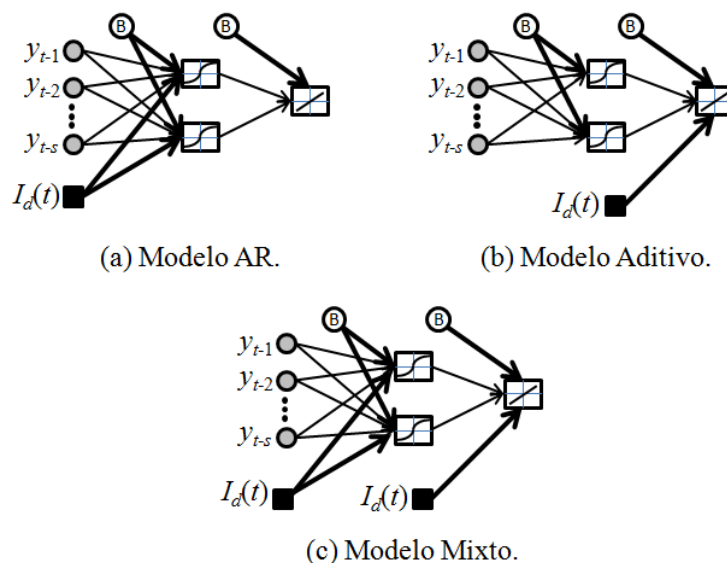 B B
y_{t-1}
y_{t-2}
y_{t-s}
I_d(t)
(a) Modelo AR.
B B
y_{t-1}
y_{t-2}
y_{t-s}
I_d(t)
(b) Modelo Aditivo.
B B
y_{t-1}
y_{t-2}
y_{t-s}
I_d(t) I_d(t)
(c) Modelo Mixto.